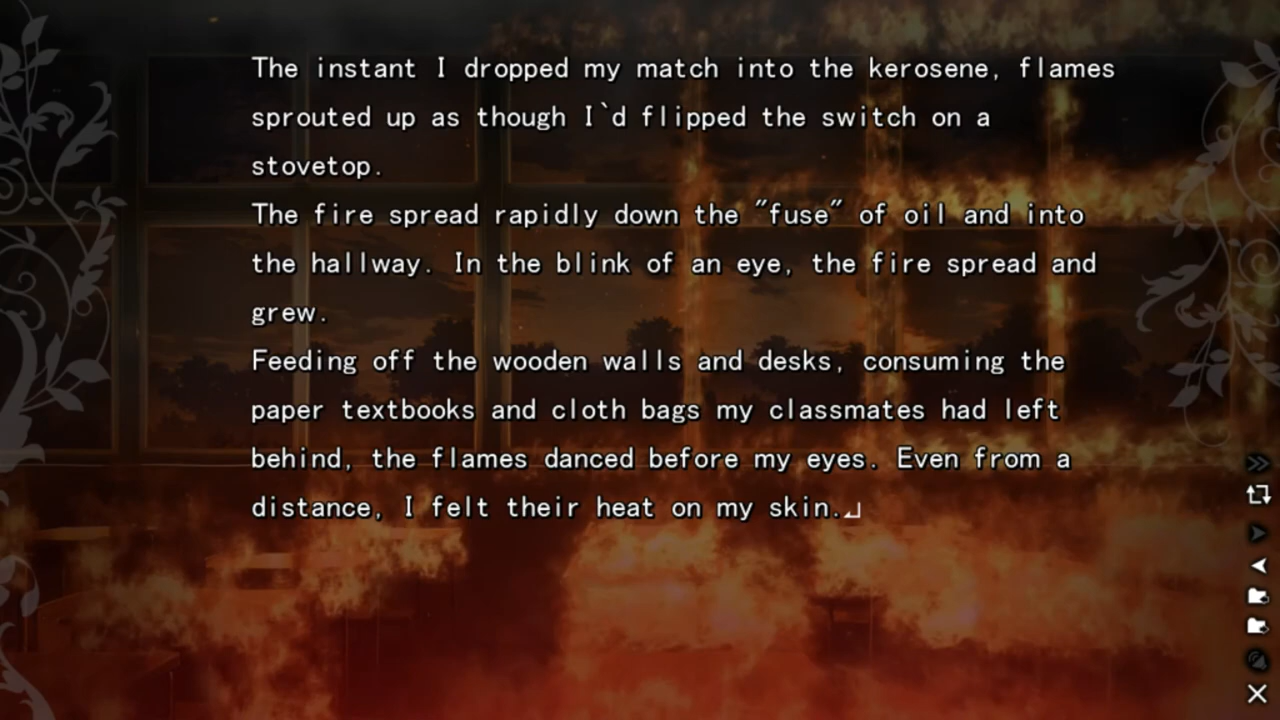 The instant I dropped my match into the kerosene, flames
sprouted up as though I`d flipped the switch on a
stovetop.
The fire spread rapidly down the "fuse" of oil and into
the hallway. In the blink of an eye, the fire spread and
grew.
Feeding off the wooden walls and desks, consuming the
paper textbooks and cloth bags my classmates had left
behind, the flames danced before my eyes. Even from a
distance, I felt their heat on my skin.